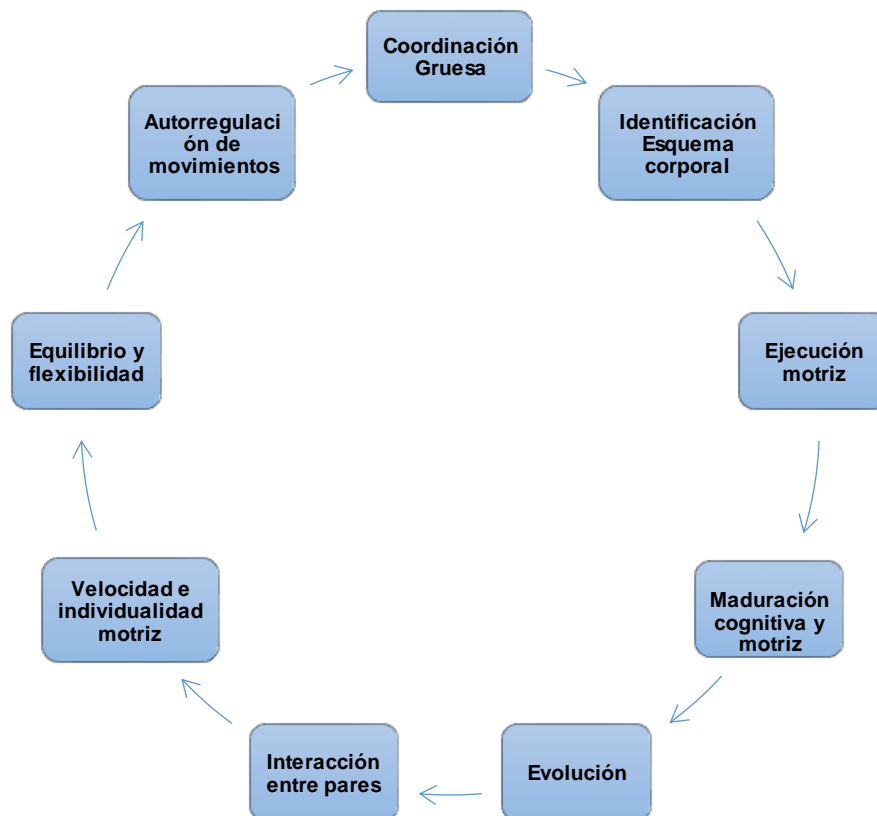 Coordinación
Gruesa
Identificación
Esquema
corporal
Ejecución
motriz
Maduración
cognitiva y
motriz
Evolución
Interacción
entre pares
Velocidad e
individualidad
motriz
Equilibrio y
flexibilidad
Autorregulaci
ón de
movimientos